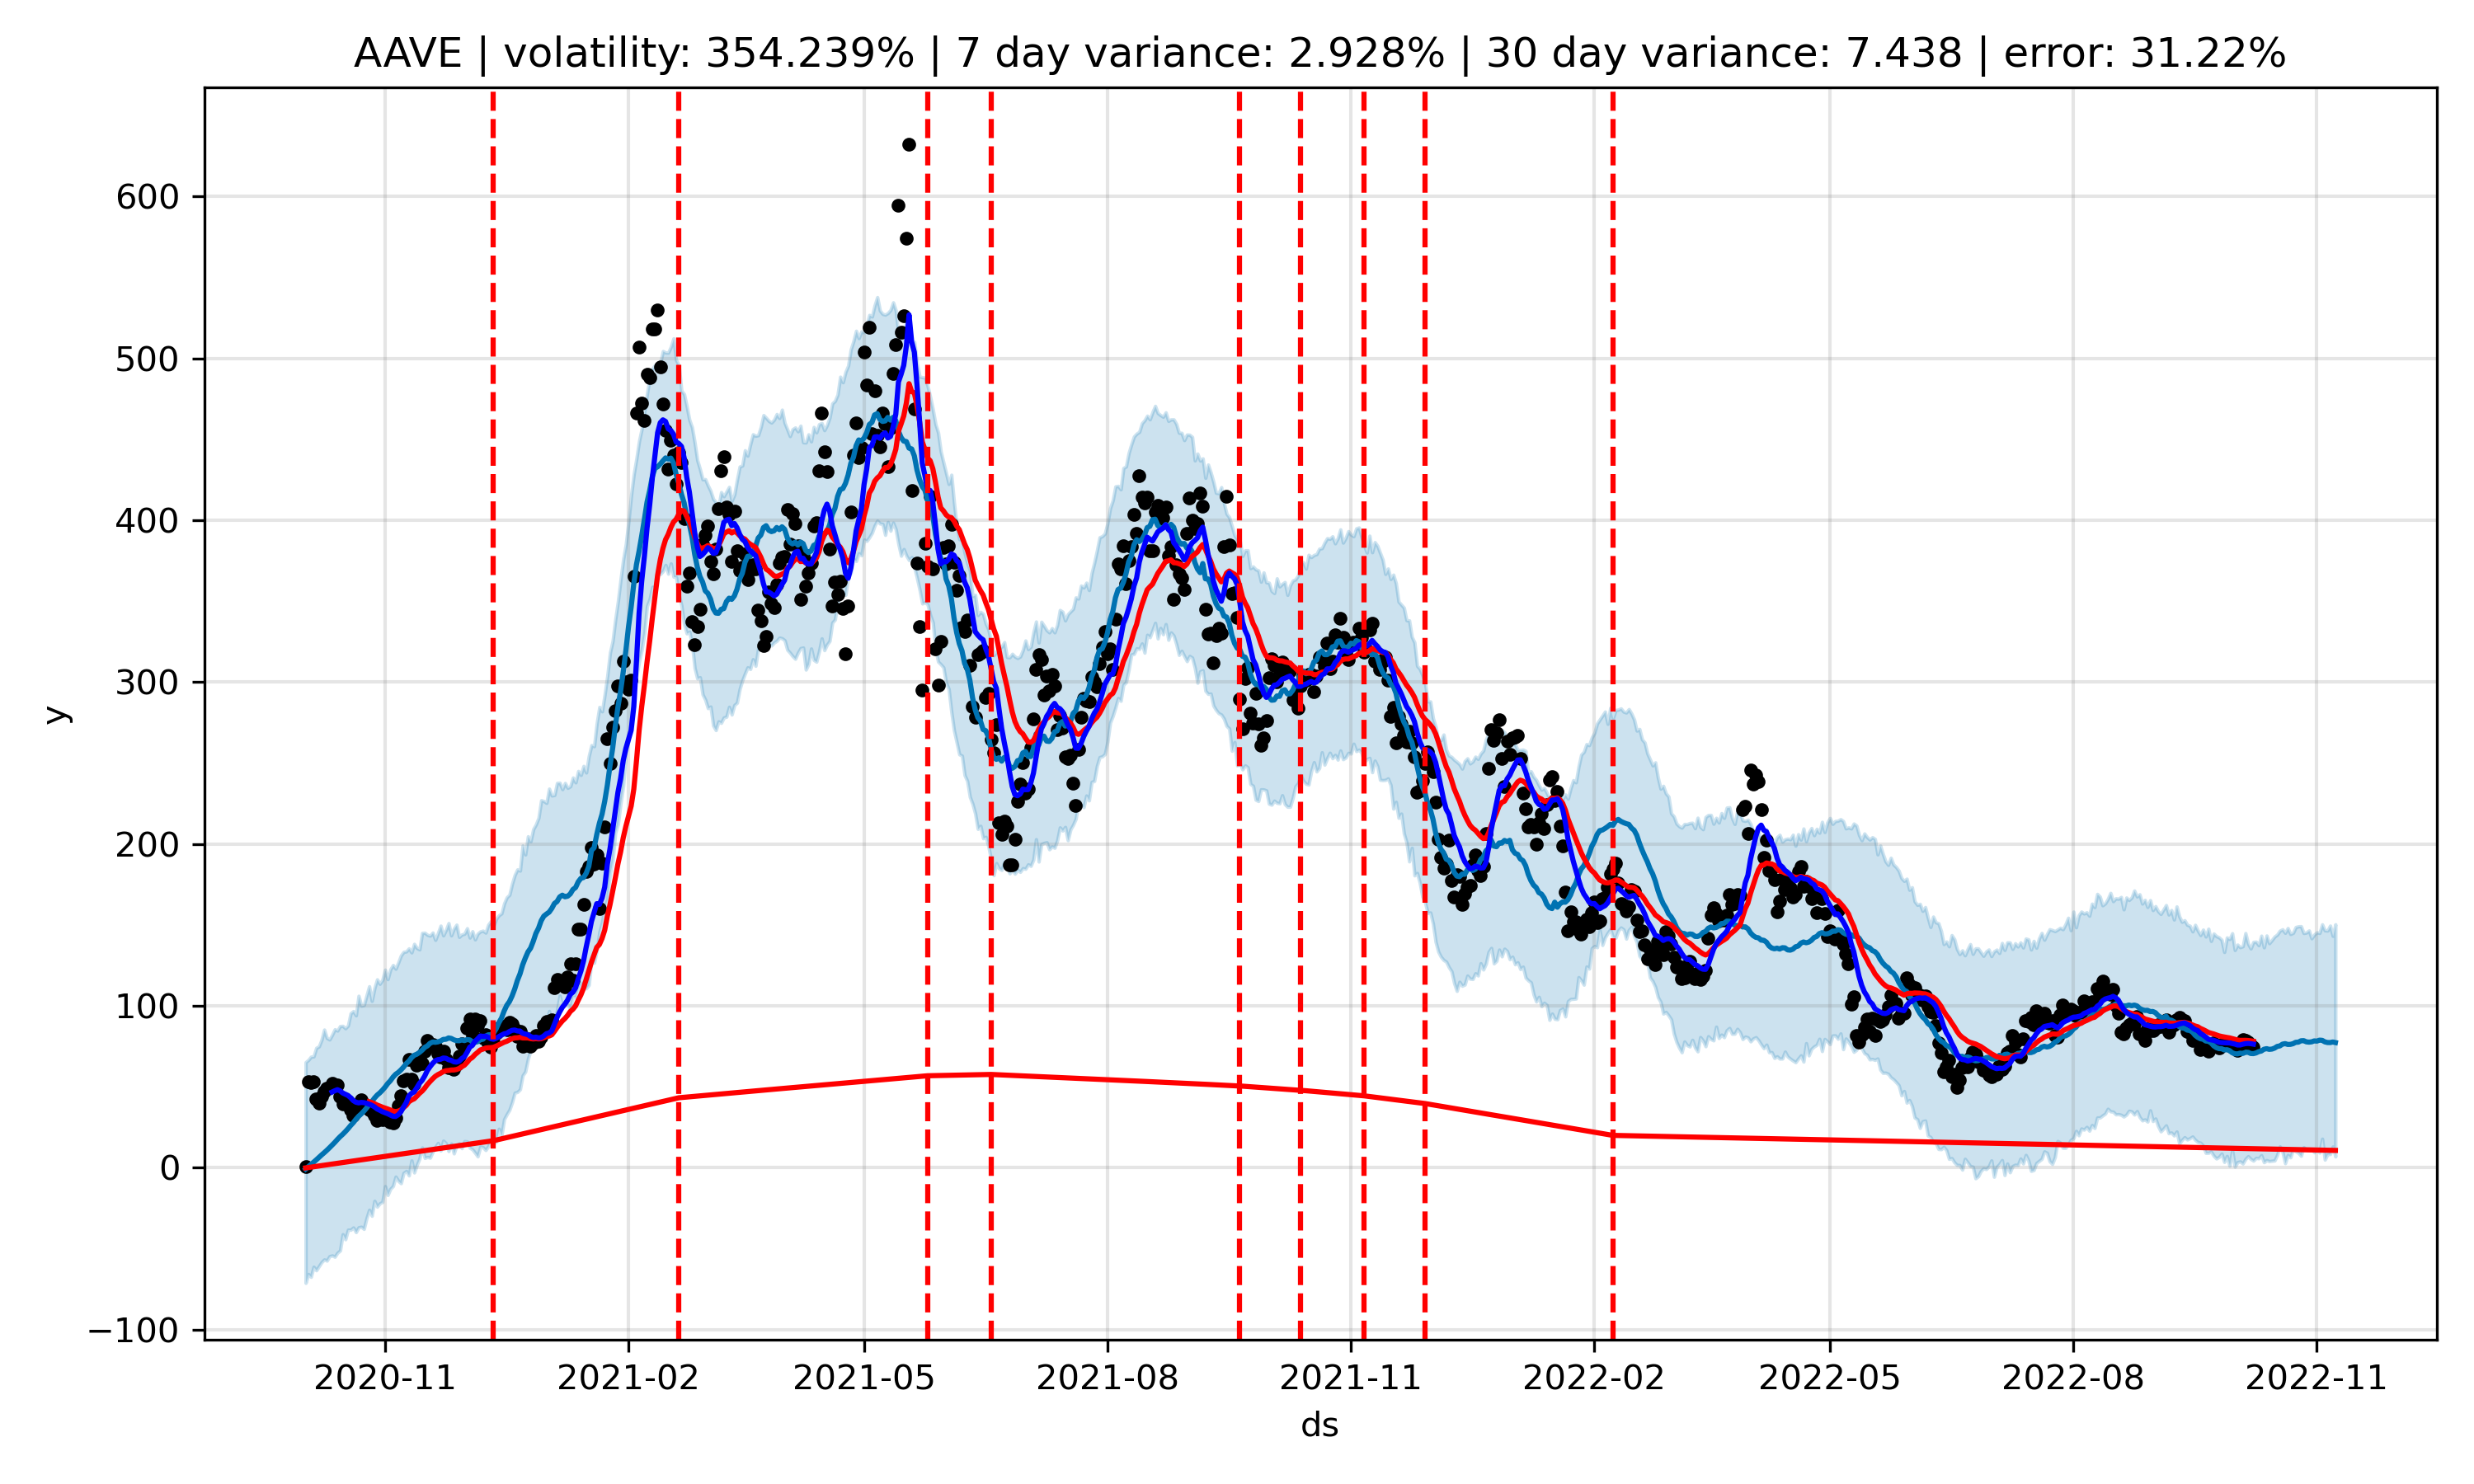 AAVE | volatility: 354.239% | 7 day variance: 2.928% | 30 day variance: 7.438 | error: 31.22%
y
600
500
400
300
200
100
0
−100
2020-11 2021-02 2021-05 2021-08 2021-11 2022-02 2022-05 2022-08 2022-11
ds